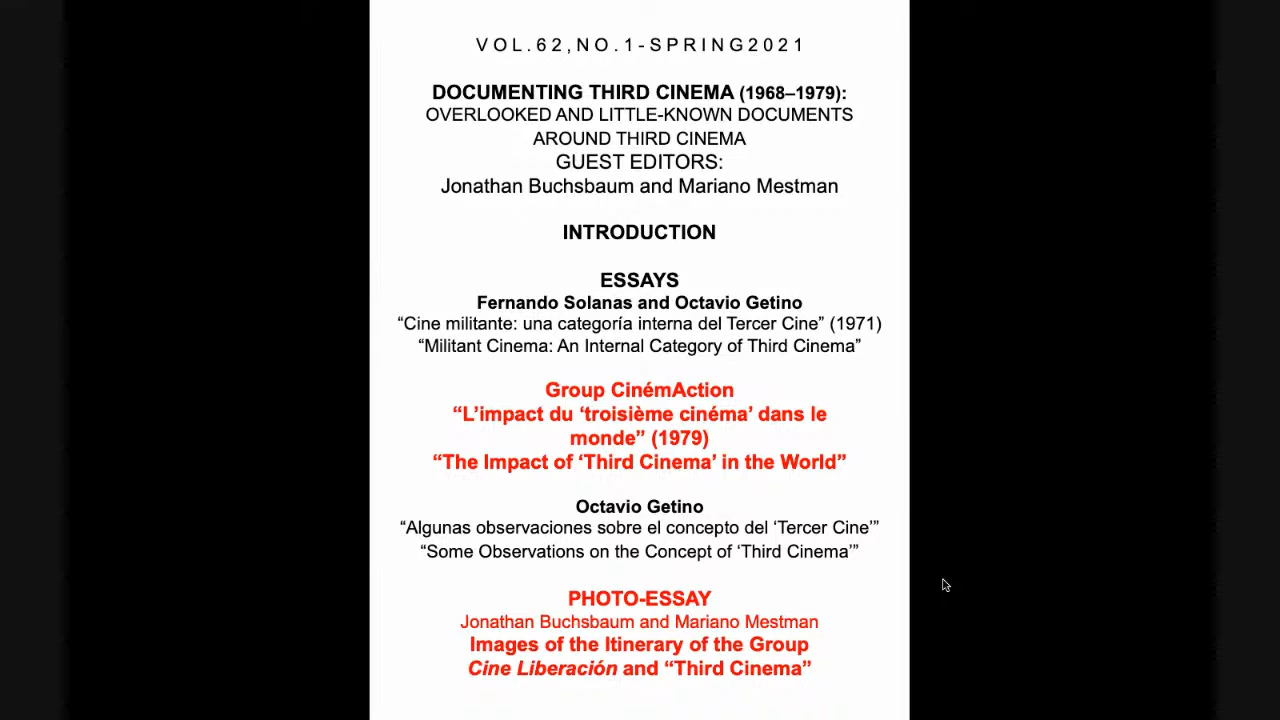 VOL.62,NO.1-SPRING2021
DOCUMENTING THIRD CINEMA (1968–1979):
OVERLOOKED AND LITTLE-KNOWN DOCUMENTS
AROUND THIRD CINEMA
GUEST EDITORS:
Jonathan Buchsbaum and Mariano Mestman
INTRODUCTION
ESSAYS
Fernando Solanas and Octavio Getino
“Cine militante: una categoría interna del Tercer Cine” (1971)
“Militant Cinema: An Internal Category of Third Cinema”
Group CinémAction
“L’impact du ‘troisième cinéma’ dans le
monde” (1979)
“The Impact of ‘Third Cinema’ in the World”
Octavio Getino
“Algunas observaciones sobre el concepto del ‘Tercer Cine’”
“Some Observations on the Concept of ‘Third Cinema’”
PHOTO-ESSAY
Jonathan Buchsbaum and Mariano Mestman
Images of the Itinerary of the Group
Cine Liberación and “Third Cinema”